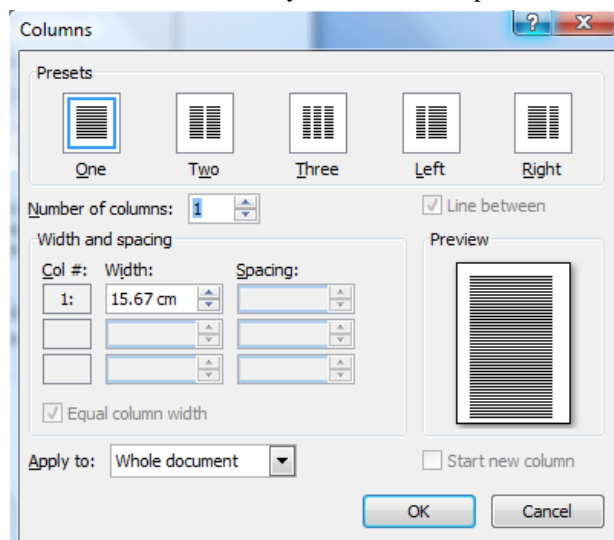 Columns
?
X
Presets
One Two Three Left Right
Number of columns: 1
Line between
Width and spacing
Preview
Col #: Width: Spacing:
1: 15.67 cm
Equal column width
Apply to: Whole document
Start new column
OK Cancel